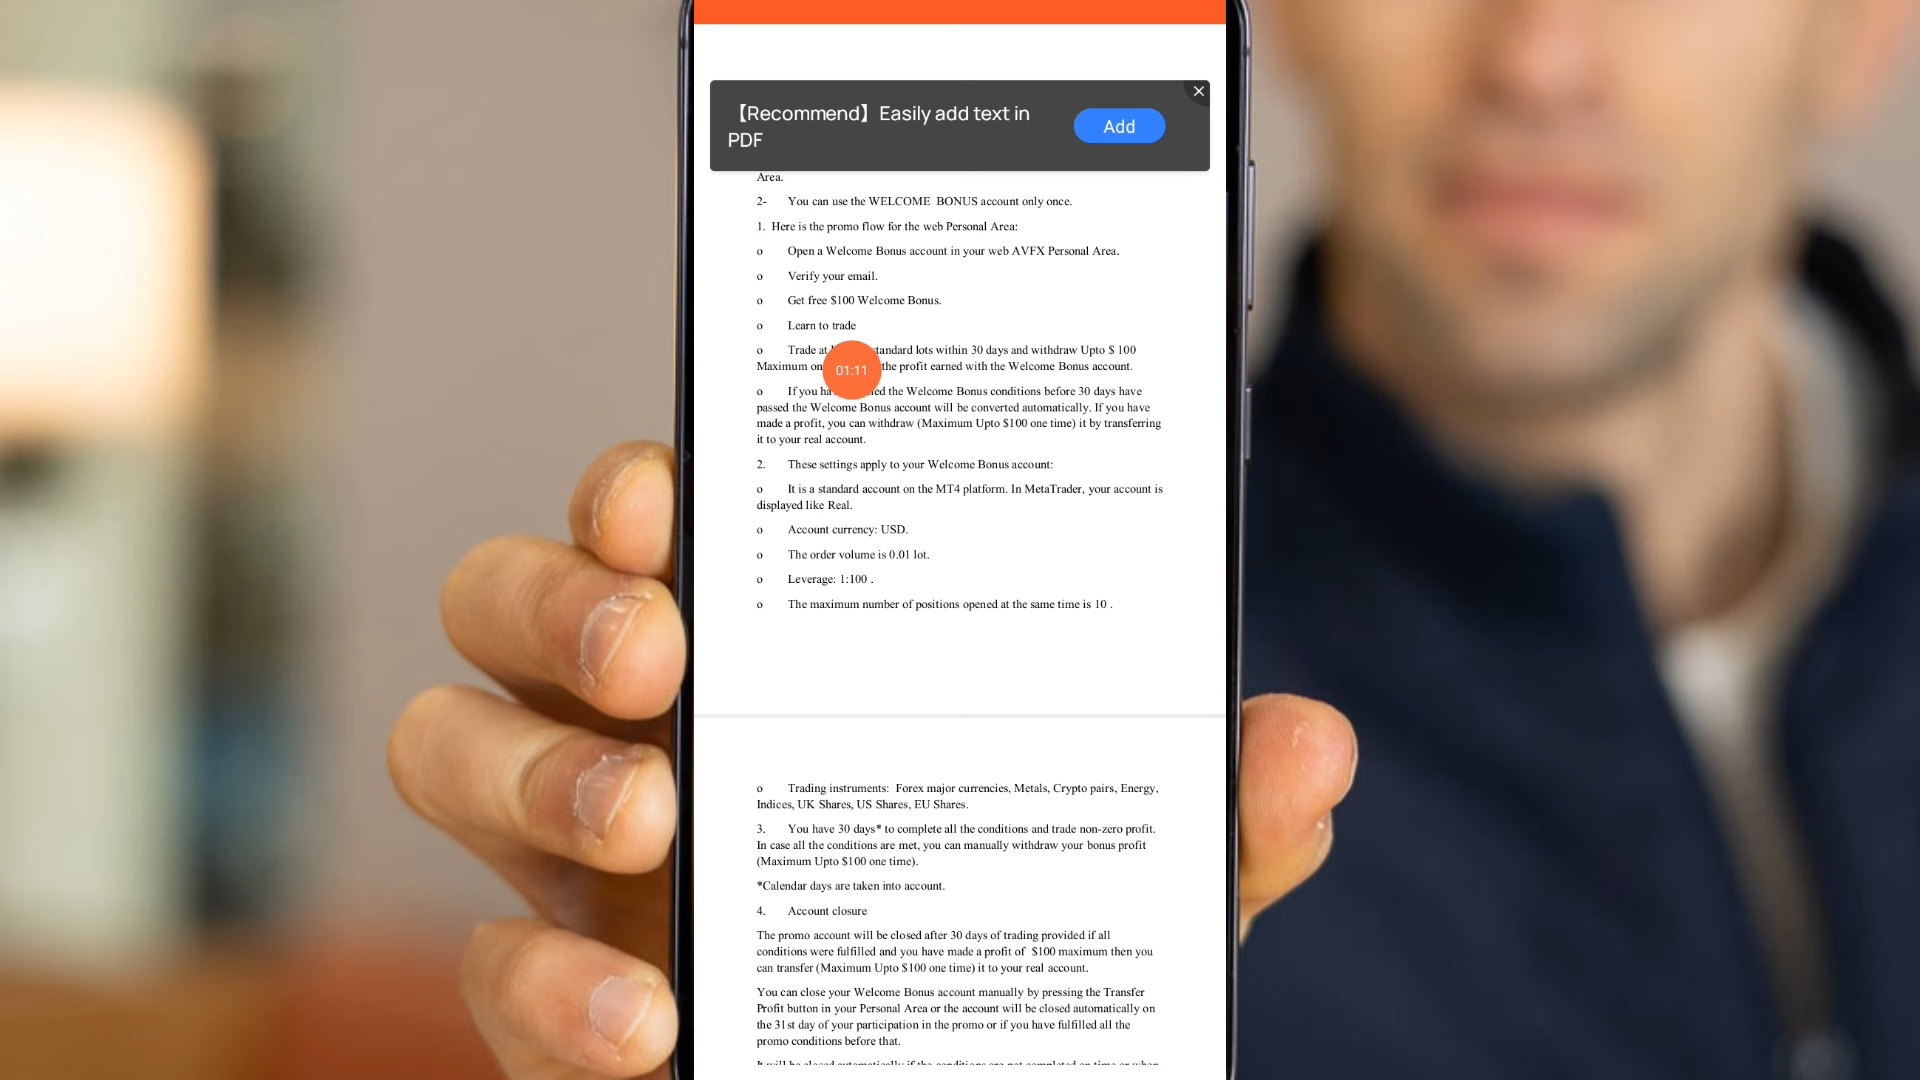 【Recommend】Easily add text in
PDF
Add
Area.
2- You can use the WELCOME BONUS account only once.
1. Here is the promo flow for the web Personal Area:
o Open a Welcome Bonus account in your web AVFX Personal Area.
o Verify your email.
o Get free $100 Welcome Bonus.
o Learn to trade
o Trade at standard lots within 30 days and withdraw Upto $ 100
Maximum the profit earned with the Welcome Bonus account.
01:11
o If you the Welcome Bonus conditions before 30 days have
passed the Welcome Bonus account will be converted automatically. If you have
made a profit, you can withdraw (Maximum Upto $100 one time) it by transferring
it to your real account.
2. These settings apply to your Welcome Bonus account:
o It is a standard account on the MT4 platform. In MetaTrader, your account is
displayed like Real.
o Account currency: USD.
o The order volume is 0.01 lot.
o Leverage: 1:100 .
o The maximum number of positions opened at the same time is 10 .
o Trading instruments: Forex major currencies, Metals, Crypto pairs, Energy,
Indices, UK Shares, US Shares, EU Shares.
3. You have 30 days* to complete all the conditions and trade non-zero profit.
In case all the conditions are met, you can manually withdraw your bonus profit
(Maximum Upto $100 one time).
*Calendar days are taken into account.
4. Account closure
The promo account will be closed after 30 days of trading provided if all
conditions were fulfilled and you have made a profit of $100 maximum then you
can transfer (Maximum Upto $100 one time) it to your real account.
You can close your Welcome Bonus account manually by pressing the Transfer
Profit button in your Personal Area or the account will be closed automatically on
the 31st day of your participation in the promo or if you have fulfilled all the
promo conditions before that.
It will be closed automatically if the conditions are not completed on time or when